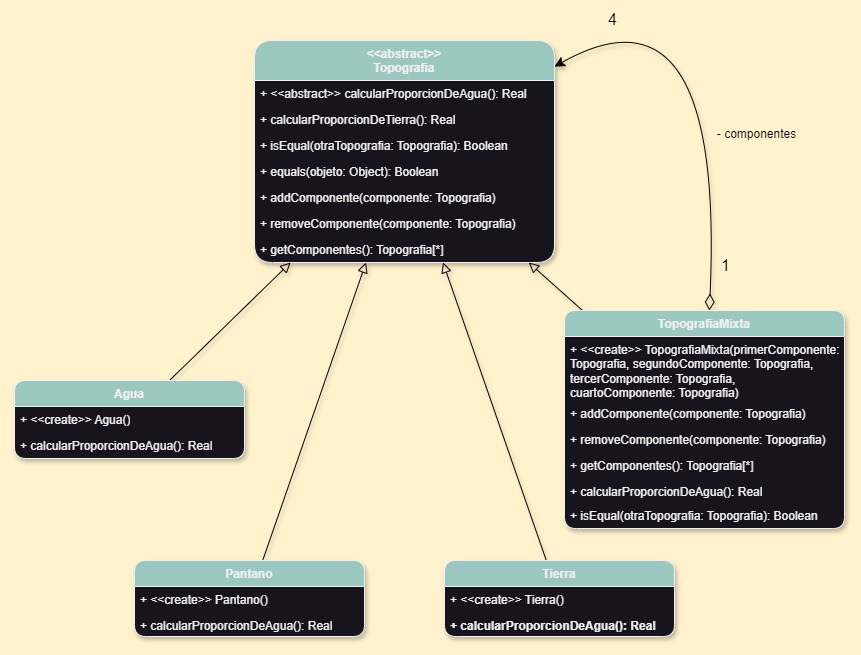 4
<<abstract>>
Topografia
+ <<abstract>> calcularProporcionDeAgua(): Real
+ calcularProporcionDeTierra(): Real
+ isEqual(otraTopografia: Topografia): Boolean
+ equals(objeto: Object): Boolean
+ addComponente(componente: Topografia)
+ removeComponente(componente: Topografia)
+ getComponentes(): Topografia[*]
- componentes
1
TopografiaMixta
+ <<create>> TopografiaMixta(primerComponente:
Topografia, segundoComponente: Topografia,
tercerComponente: Topografia,
cuartoComponente: Topografia)
+ addComponente(componente: Topografia)
+ removeComponente(componente: Topografia)
+ getComponentes(): Topografia[*]
+ calcularProporcionDeAgua(): Real
+ isEqual(otraTopografia: Topografia): Boolean
Agua
+ <<create>> Agua()
+ calcularProporcionDeAgua(): Real
Pantano
+ <<create>> Pantano()
+ calcularProporcionDeAgua(): Real
Tierra
+ <<create>> Tierra()
+ calcularProporcionDeAgua(): Real